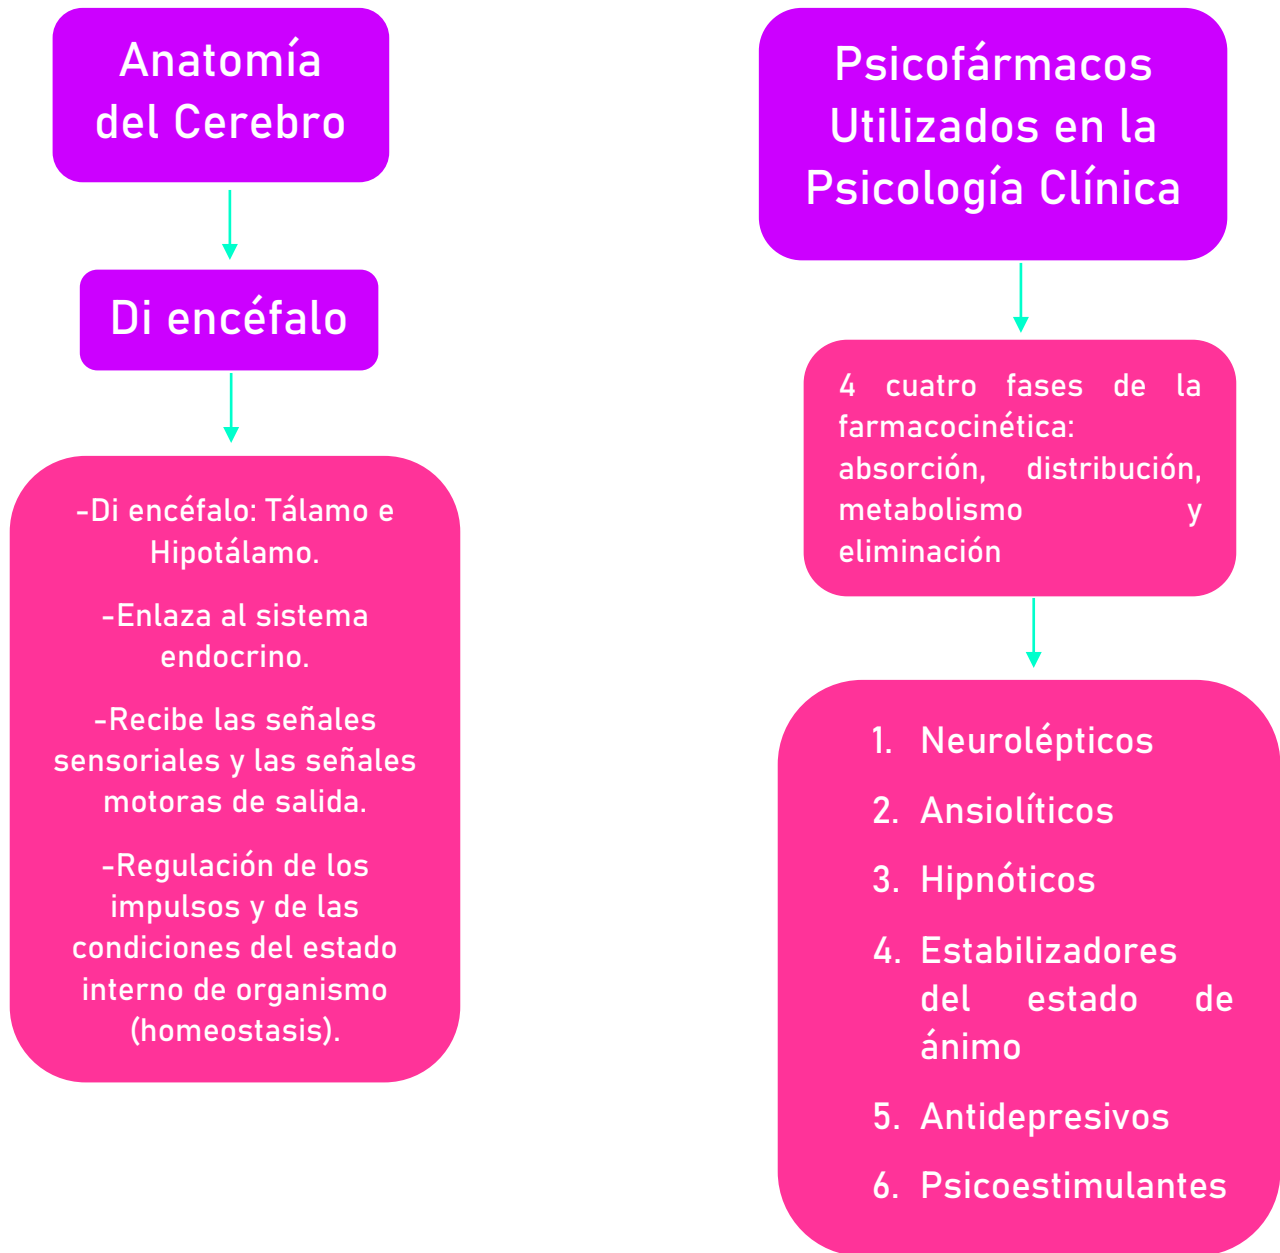 Anatomía
del Cerebro
Di encéfalo
-Di encéfalo: Tálamo e
Hipotálamo.
-Enlaza al sistema
endocrino.
-Recibe las señales
sensoriales y las señales
motoras de salida.
-Regulación de los
impulsos y de las
condiciones del estado
interno de organismo
(homeostasis).
Psicofármacos
Utilizados en la
Psicología Clínica
4 cuatro fases de la
farmacocinética:
absorción, distribución,
metabolismo y
eliminación
1. Neurolépticos
2. Ansiolíticos
3. Hipnóticos
4. Estabilizadores
del estado de
ánimo
5. Antidepresivos
6. Psicoestimulantes